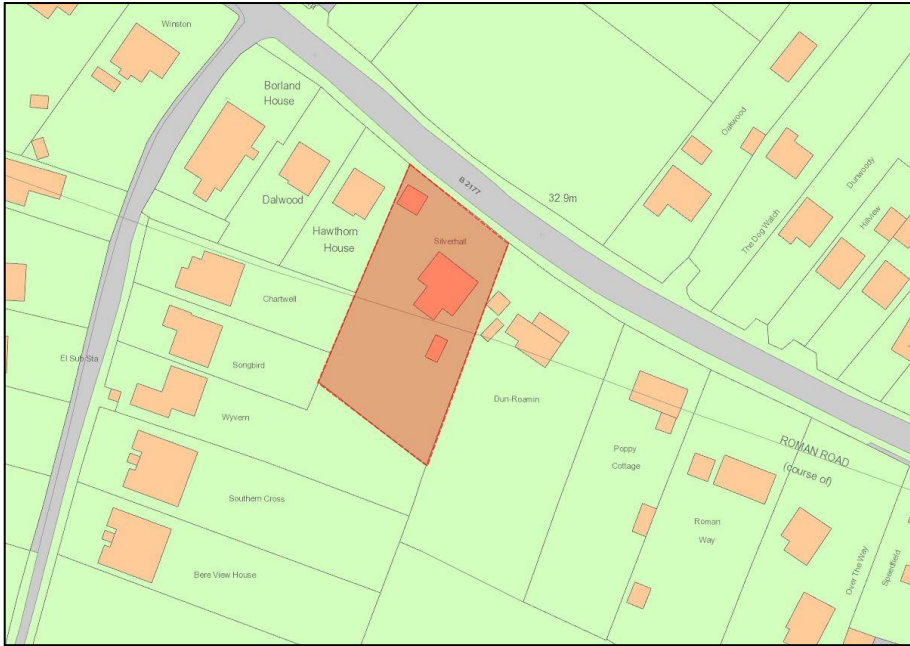 Winston
Borland
House
Dalwood
Hawthorn
House
B 2177
32.9m
Oakwood
The Dog Watch
Dunwoody
Hillview
Silverhall
Chartwell
El Sub Sta
Songbird
Wyvern
Dun-Roamin
Southern Cross
Bere View House
Poppy
Cottage
ROMAN ROAD
(course of)
Roman
Way
Over The Way
Speedfield